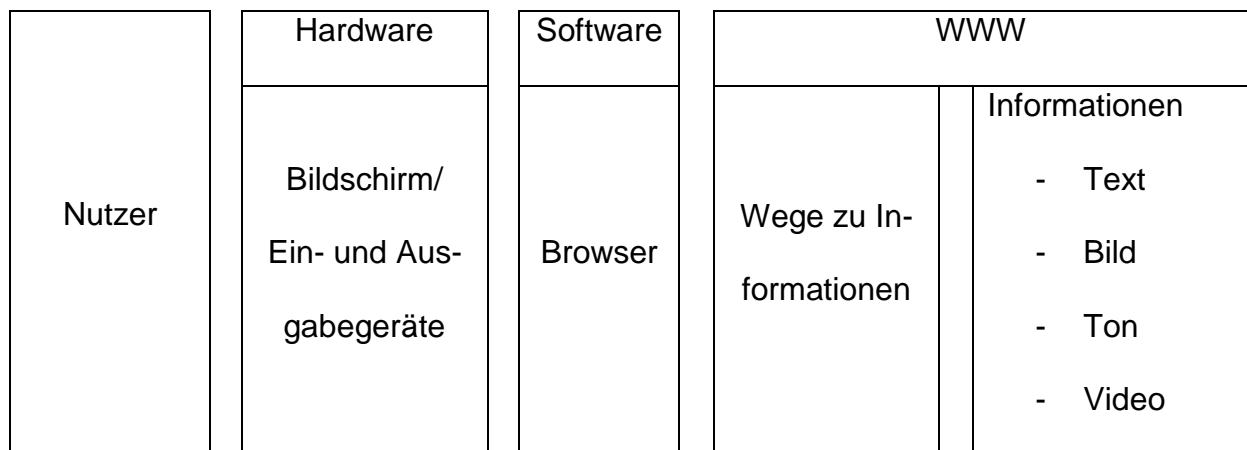 Nutzer
Hardware
Bildschirm/
Ein- und Aus-
gabegeräte
Software
Browser
WWW
Wege zu In-
formationen
Informationen
- Text
- Bild
- Ton
- Video